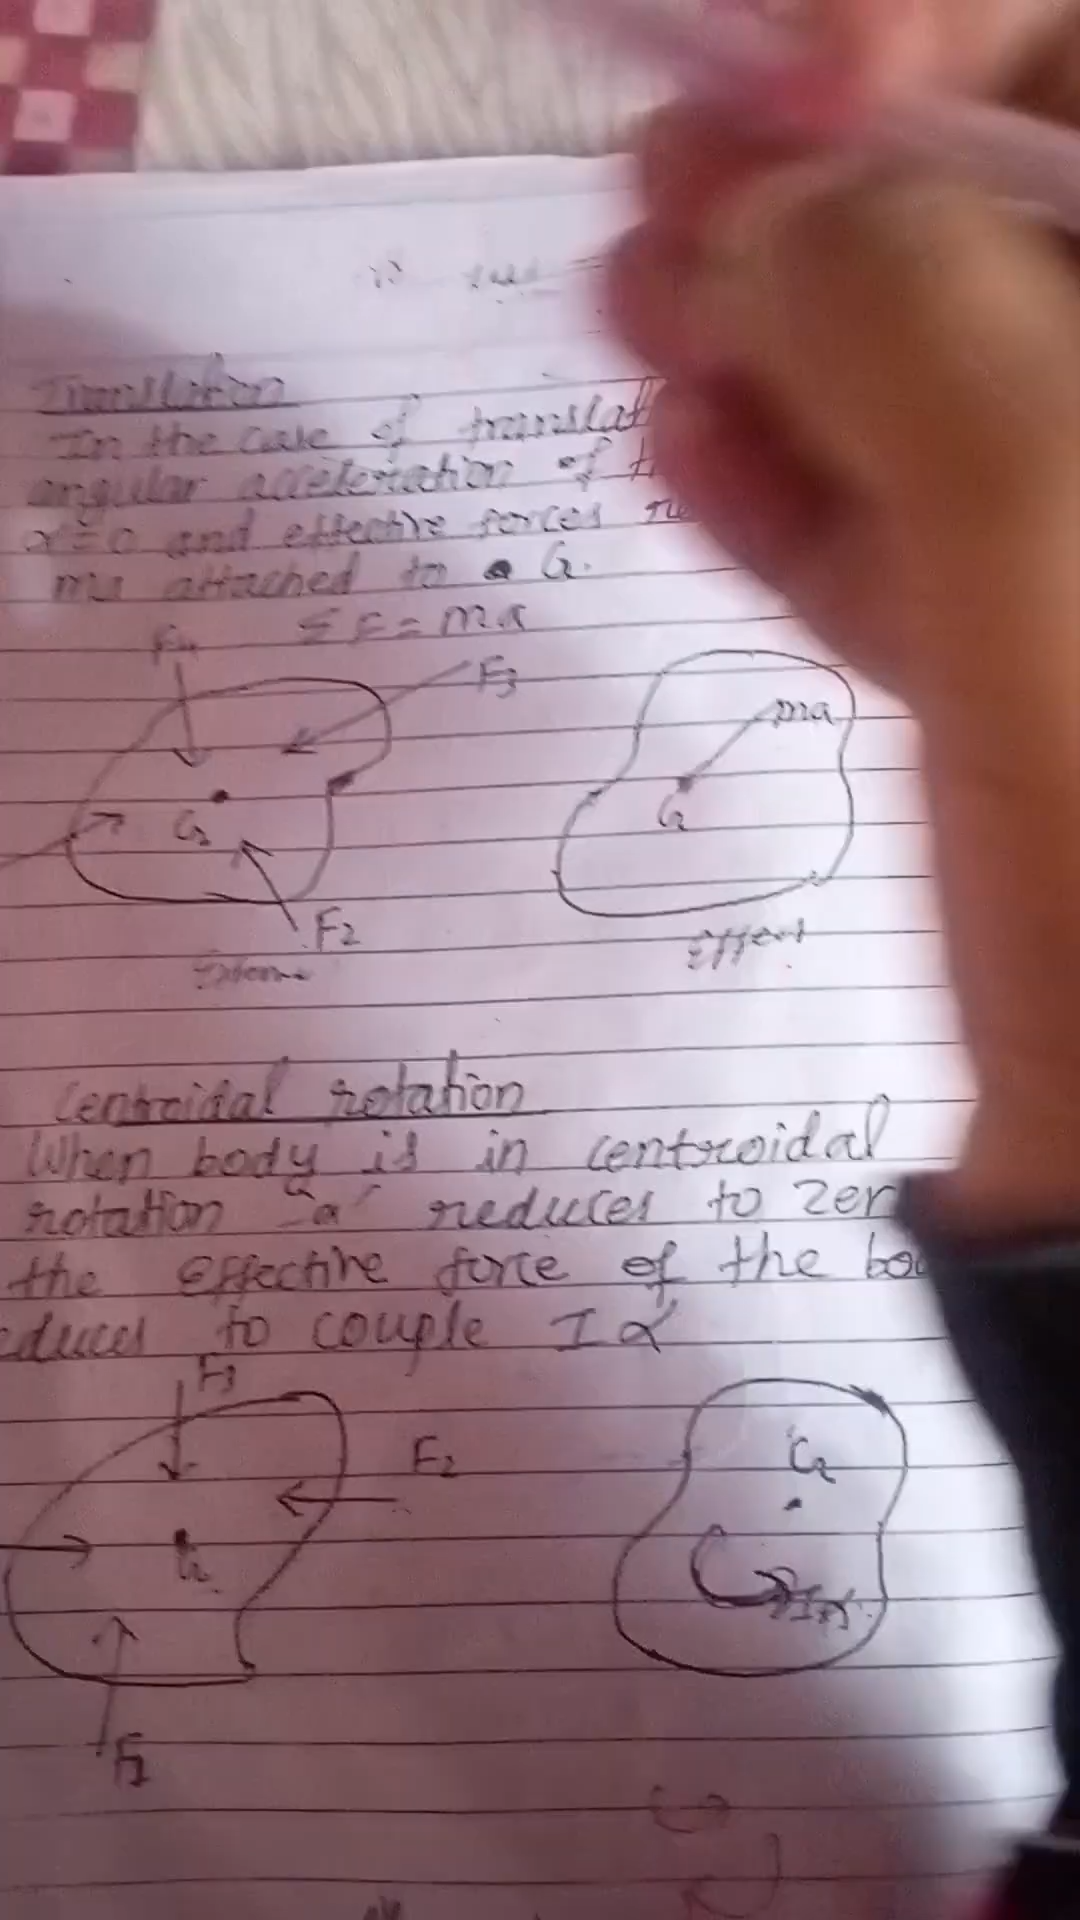 Translation
In the case of translat
angular acceleration of th
α=0 and effective forces re
ma attached to G.
ΣF=ma
F4
F3
ma
G
G
F2
Effect
Centroidal rotation
When body is in centroidal
rotation "a" reduces to zer
the effective force of the bod
educes to couple Iα
F3
F2
G
G
Iα
F1